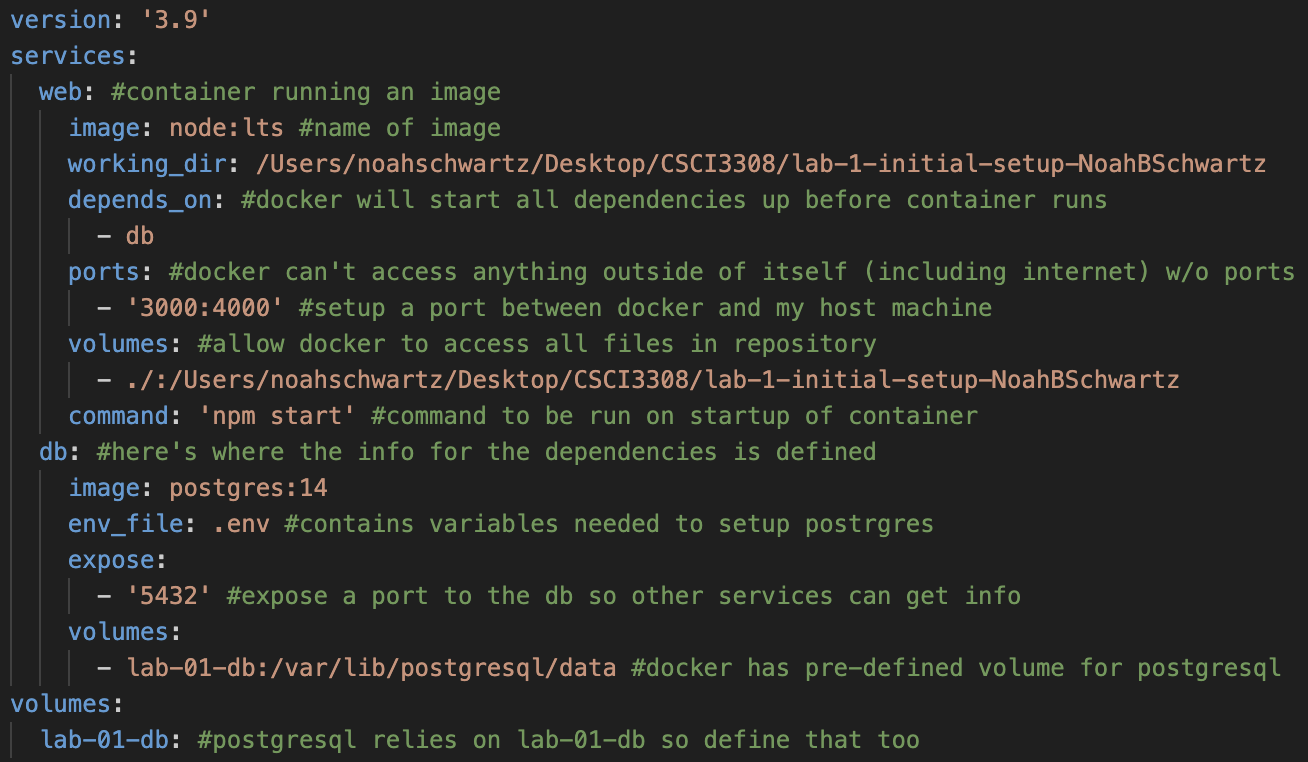 version: '3.9'
services:
  web: #container running an image
    image: node:lts #name of image
    working_dir: /Users/noahschwartz/Desktop/CSCI3308/lab-1-initial-setup-NoahBSchwartz
    depends_on: #docker will start all dependencies up before container runs
      - db
    ports: #docker can't access anything outside of itself (including internet) w/o ports
      - '3000:4000' #setup a port between docker and my host machine
    volumes: #allow docker to access all files in repository
      - ./:/Users/noahschwartz/Desktop/CSCI3308/lab-1-initial-setup-NoahBSchwartz
    command: 'npm start' #command to be run on startup of container
  db: #here's where the info for the dependencies is defined
    image: postgres:14
    env_file: .env #contains variables needed to setup postrgres
    expose:
      - '5432' #expose a port to the db so other services can get info
    volumes:
      - lab-01-db:/var/lib/postgresql/data #docker has pre-defined volume for postgresql
volumes:
  lab-01-db: #postgresql relies on lab-01-db so define that too